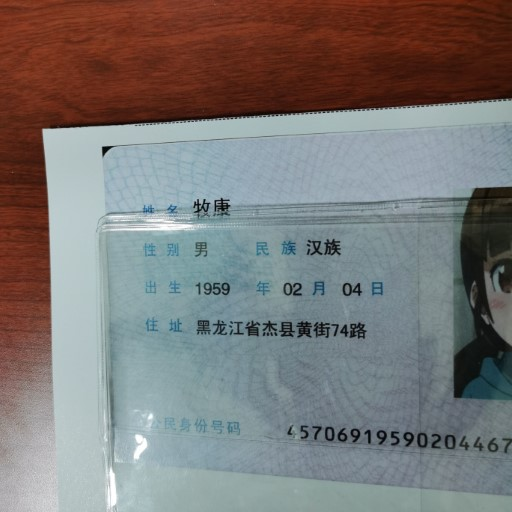 姓名 牧康
性别 男 民族 汉族
出生 1959 年 02 月 04 日
住址 黑龙江省杰县黄街74路
公民身份号码 45706919590204467